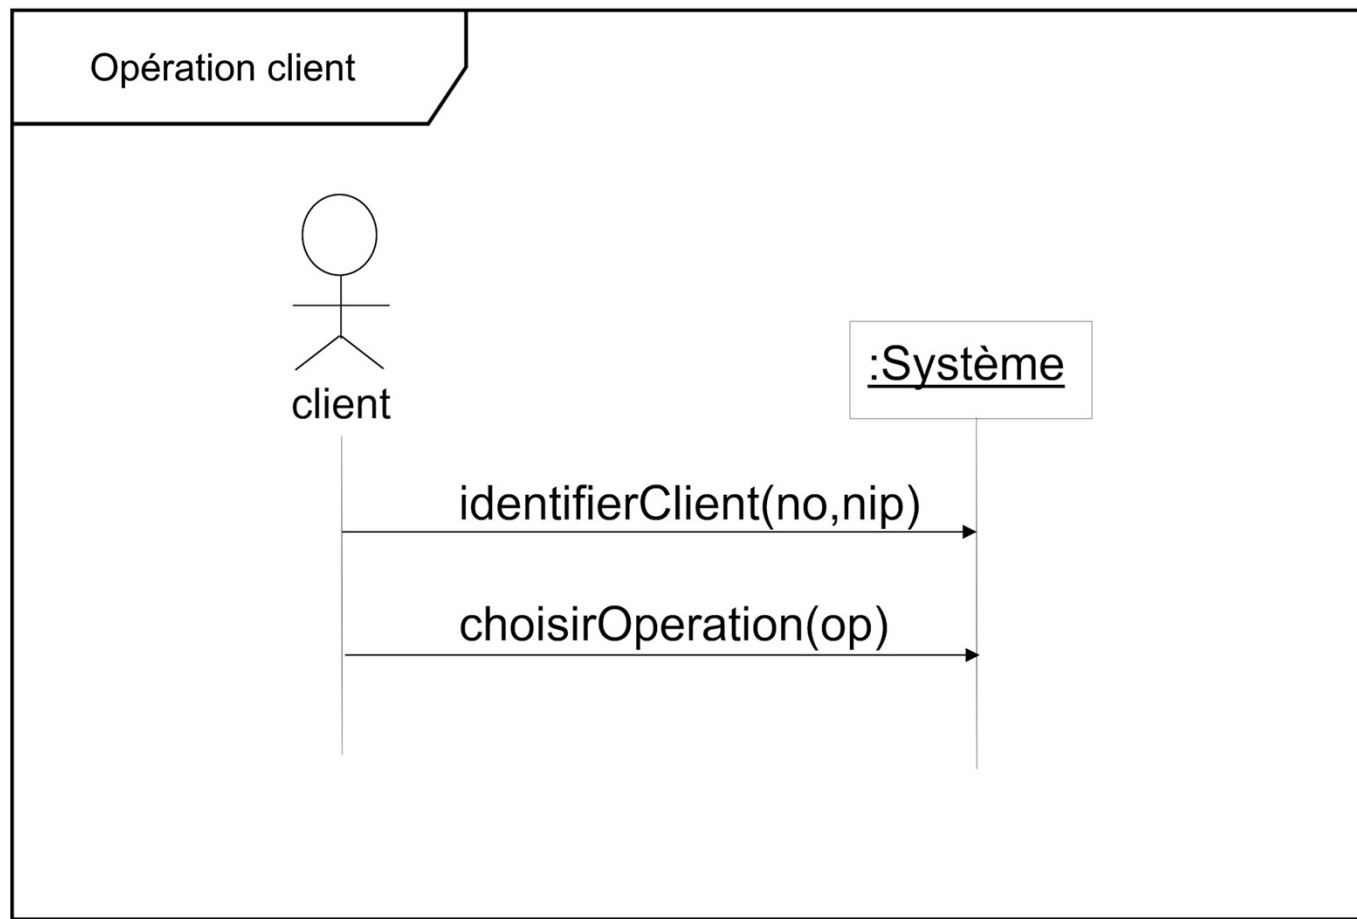 Opération client
:Système
client
identifierClient(no,nip)
choisirOperation(op)